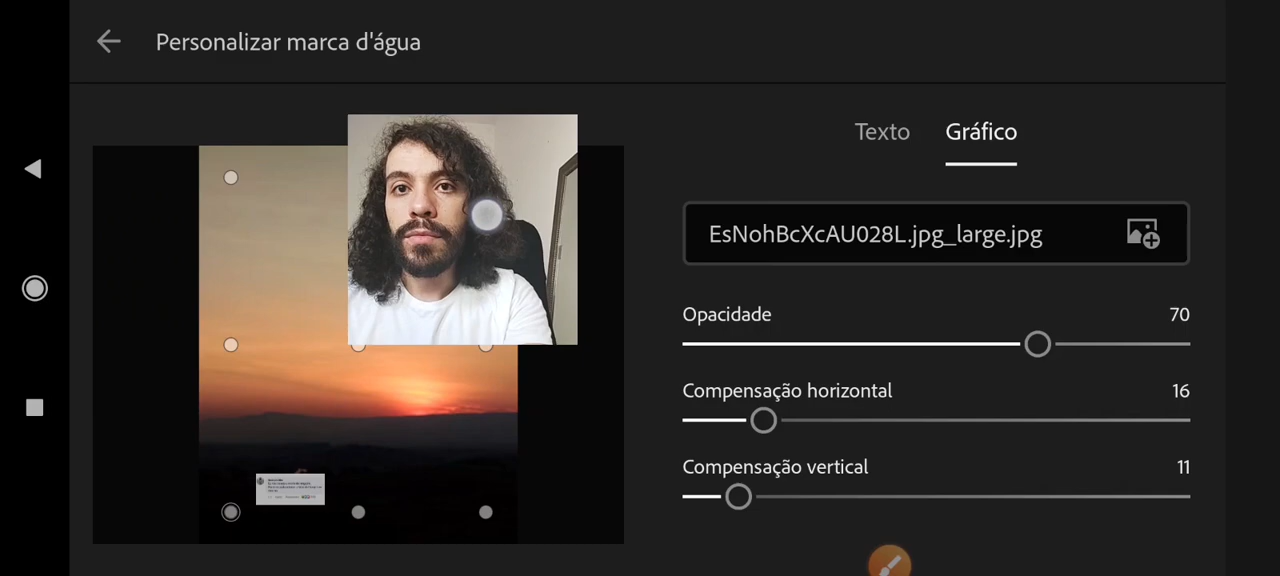 Personalizar marca d'água
Texto
Gráfico
EsNohBcXcAU028L.jpg_large.jpg
Opacidade
70
Compensação horizontal
16
Compensação vertical
11